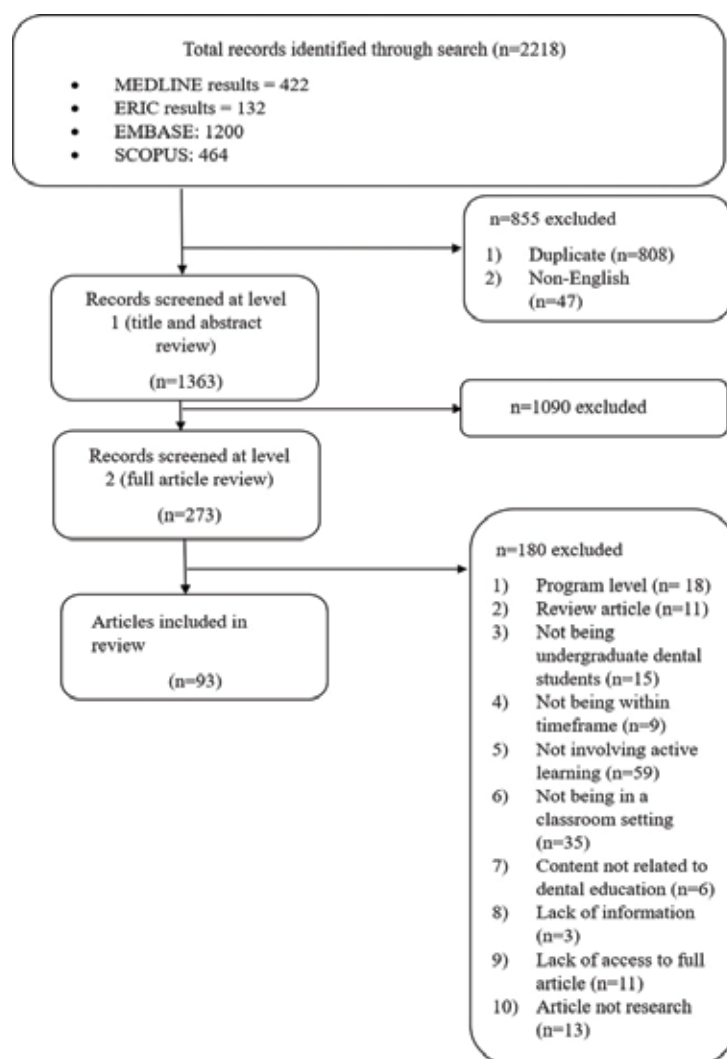 Total records identified through search (n=2218)
• MEDLINE results = 422
• ERIC results = 132
• EMBASE: 1200
• SCOPUS: 464
n=855 excluded
1) Duplicate (n=808)
2) Non-English
(n=47)
Records screened at level
1 (title and abstract
review)
(n=1363)
n=1090 excluded
Records screened at level
2 (full article review)
(n=273)
n=180 excluded
1) Program level (n= 18)
2) Review article (n=11)
3) Not being
undergraduate dental
students (n=15)
4) Not being within
timeframe (n=9)
5) Not involving active
learning (n=59)
6) Not being in a
classroom setting
(n=35)
7) Content not related to
dental education (n=6)
8) Lack of information
(n=3)
9) Lack of access to full
article (n=11)
10) Article not research
(n=13)
Articles included in
review
(n=93)